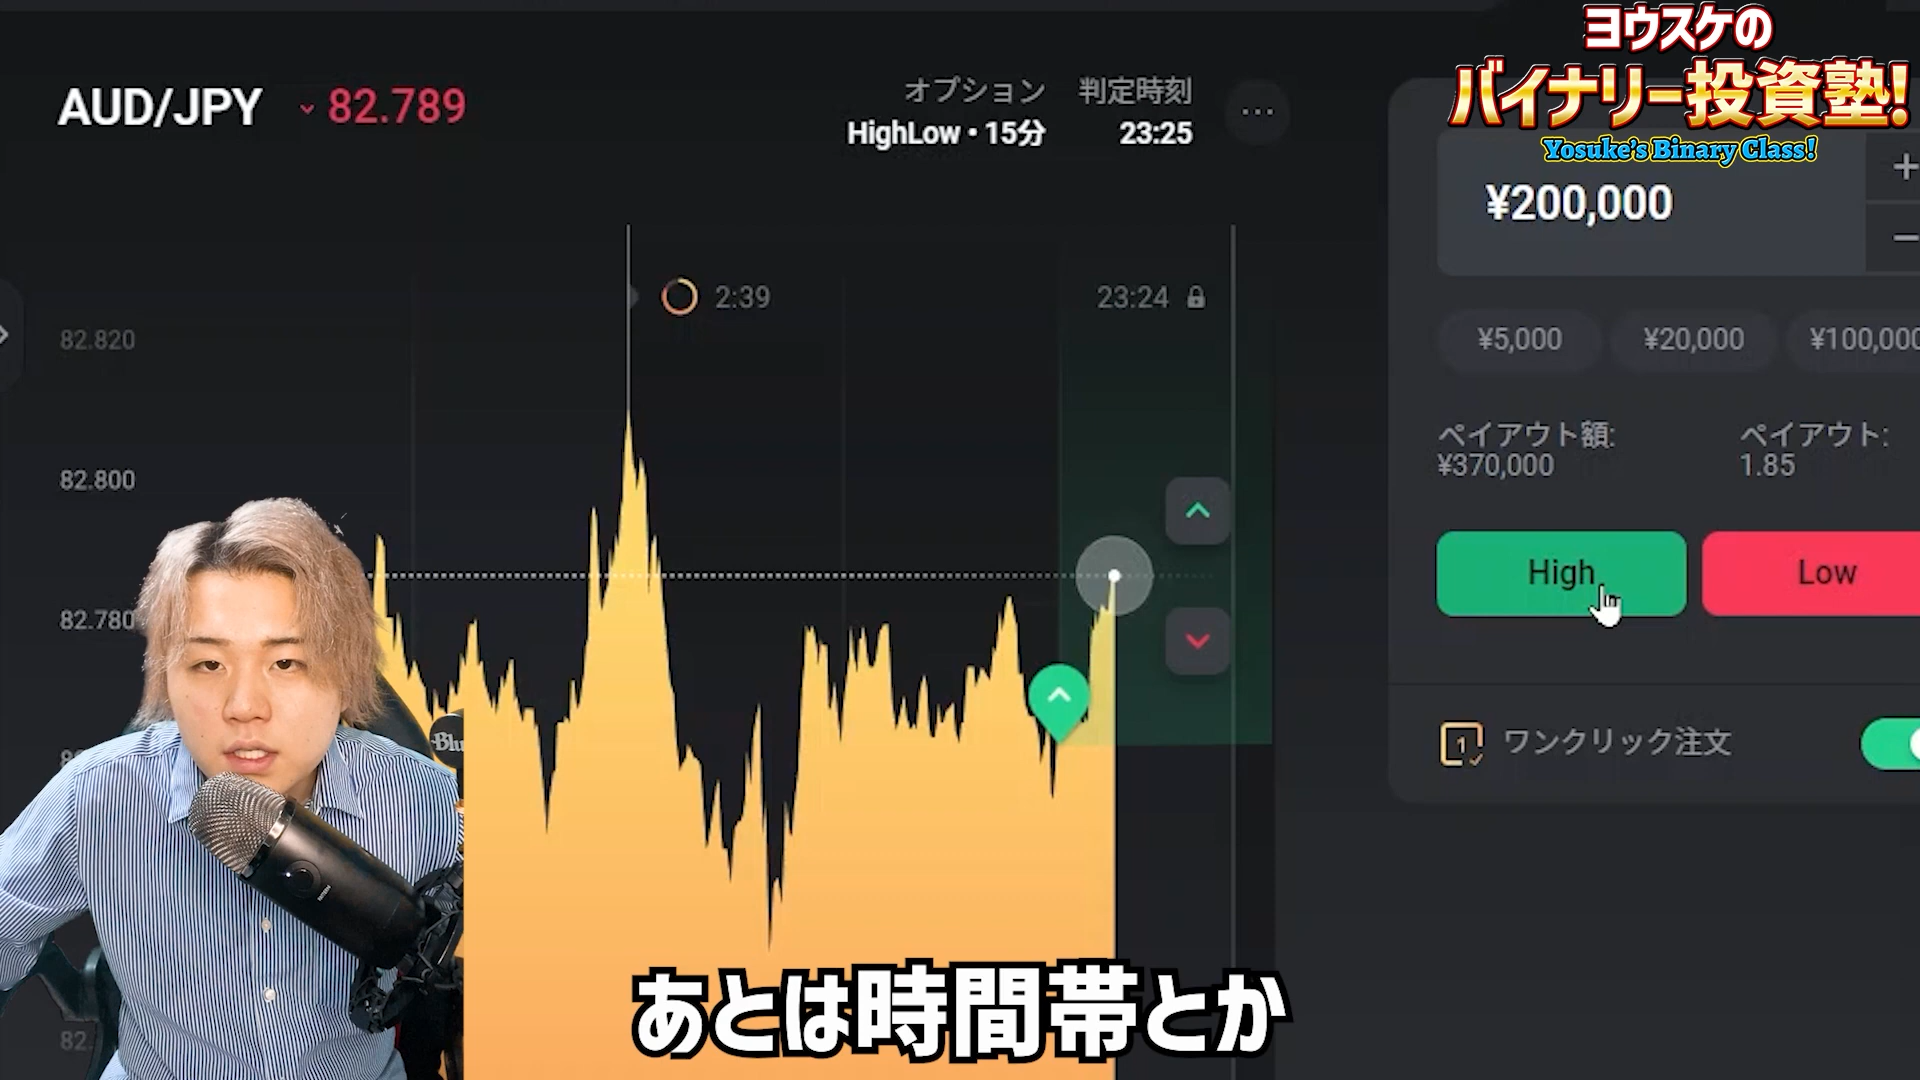 ヨウスケの
バイナリー投資塾!
Yosuke's Binary Class!
AUD/JPY 82.789
オプション 判定時刻
HighLow • 15分 23:25
¥200,000
2:39 23:24
82.820
82.800
82.780
82.
¥5,000 ¥20,000 ¥100,000
ペイアウト額: ペイアウト:
¥370,000 1.85
High Low
1 ワンクリック注文
Blu
あとは時間帯とか